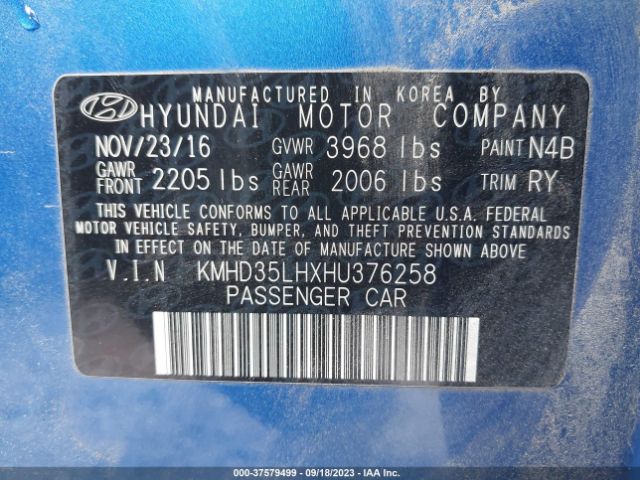 MANUFACTURED IN KOREA BY
HYUNDAI MOTOR COMPANY
NOV/23/16 GVWR 3968 lbs PAINT N4B
GAWR FRONT 2205 lbs GAWR REAR 2006 lbs TRIM RY
THIS VEHICLE CONFORMS TO ALL APPLICABLE U.S.A. FEDERAL
MOTOR VEHICLE SAFETY, BUMPER, AND THEFT PREVENTION STANDARDS
IN EFFECT ON THE DATE OF MANUFACTURE SHOWN ABOVE.
V.I.N KMHD35LHXHU376258
PASSENGER CAR
000-37579499 - 09/18/2023 - IAA Inc.